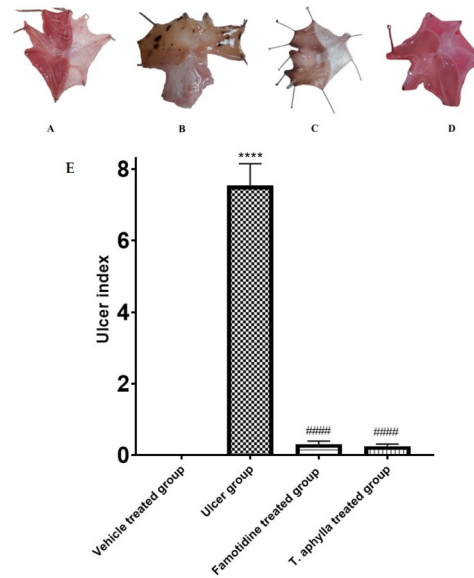 A B C D
E
****
8
6
4
2
0
Ulcer index
####
####
Vehicle treated group
Ulcer group
Famotidine treated group
T. aphylla treated group